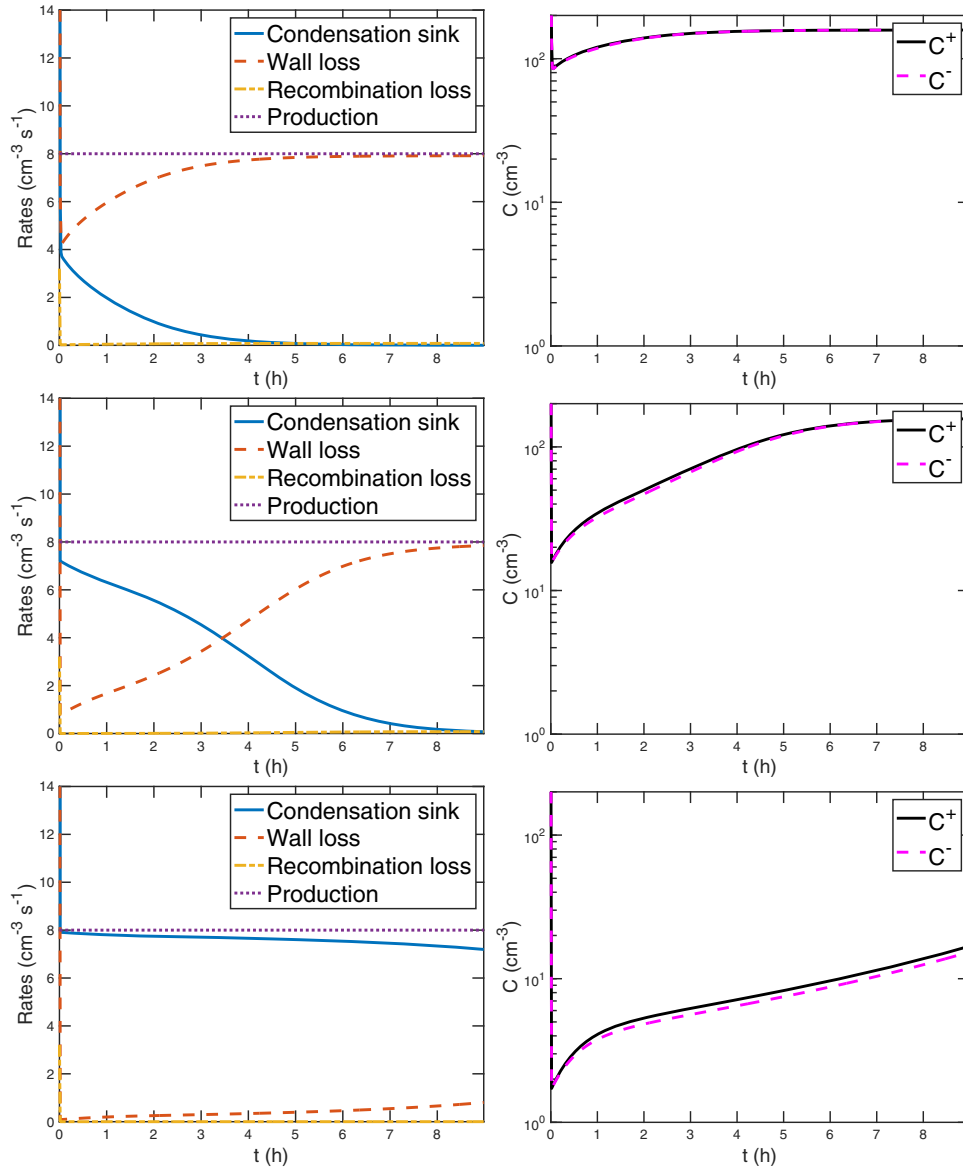 14
12
10
8
6
4
2
0
Rates (cm⁻³ s⁻¹)
Condensation sink
Wall loss
Recombination loss
Production
0 1 2 3 4 5 6 7 8
t (h)
10²
10¹
10⁰
C (cm⁻³)
C⁺
C⁻
0 1 2 3 4 5 6 7 8
t (h)
14
12
10
8
6
4
2
0
Rates (cm⁻³ s⁻¹)
Condensation sink
Wall loss
Recombination loss
Production
0 1 2 3 4 5 6 7 8
t (h)
10²
10¹
10⁰
C (cm⁻³)
C⁺
C⁻
0 1 2 3 4 5 6 7 8
t (h)
14
12
10
8
6
4
2
0
Rates (cm⁻³ s⁻¹)
Condensation sink
Wall loss
Recombination loss
Production
0 1 2 3 4 5 6 7 8
t (h)
10²
10¹
10⁰
C (cm⁻³)
C⁺
C⁻
0 1 2 3 4 5 6 7 8
t (h)